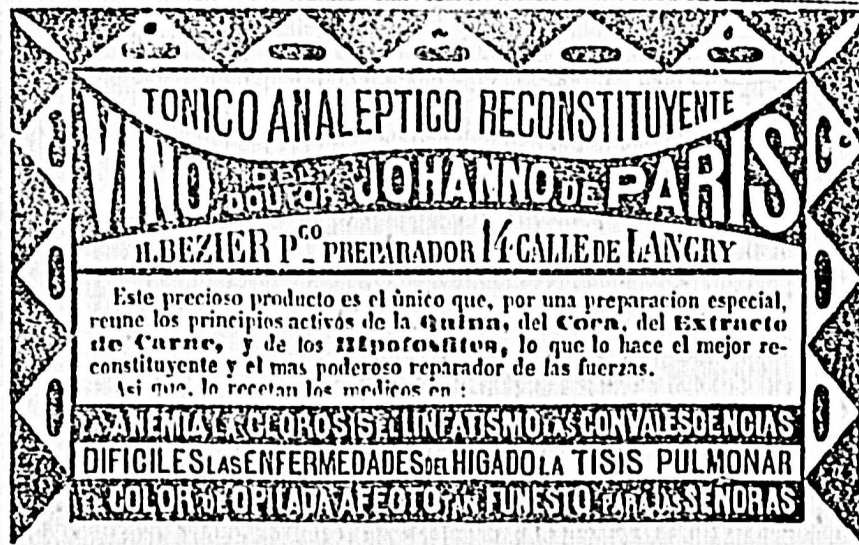 TONICO ANALEPTICO RECONSTITUYENTE
VINO DEL DOUTOR JOHANNO DE PARIS
H. BEZIER Pco PREPARADOR 14 CALLE DE LANCRY
Este precioso producto es el único que, por una preparacion especial,
reune los principios activós de la Quina, del Coca, del Extracto
de Carne, y de los Hipofosfitos, lo que lo hace el mejor re-
constituyente y el mas poderoso reparador de las fuerzas.
Asi que, lo recetan los medicos en :
LA ANEMIA LA CLOROSIS EL LINFATISMO LAS CONVALESCENCIAS
DIFICILES LAS ENFERMEDADES DEL HIGADO LA TISIS PULMONAR
EL COLOR DE OPILADA AFFOTO TAN FUNESTO PARA LAS SENORAS